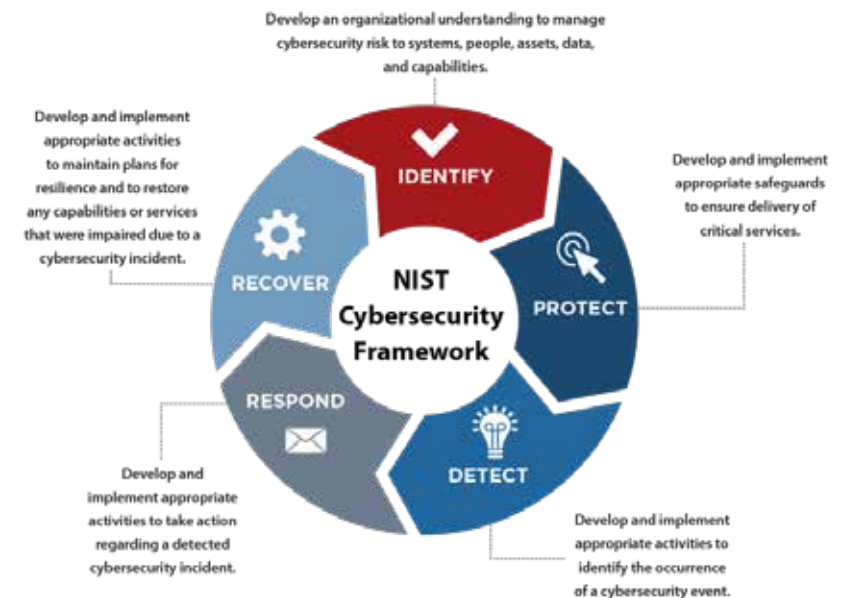 Develop an organizational understanding to manage
cybersecurity risk to systems, people, assets, data,
and capabilities.
IDENTIFY
Develop and implement
appropriate safeguards
to ensure delivery of
critical services.
PROTECT
Develop and implement
appropriate activities to
identify the occurrence
of a cybersecurity event.
DETECT
Develop and
implement appropriate
activities to take action
regarding a detected
cybersecurity incident.
RESPOND
Develop and implement
appropriate activities
to maintain plans for
resilience and to restore
any capabilities or services
that were impaired due to a
cybersecurity incident.
RECOVER
NIST
Cybersecurity
Framework